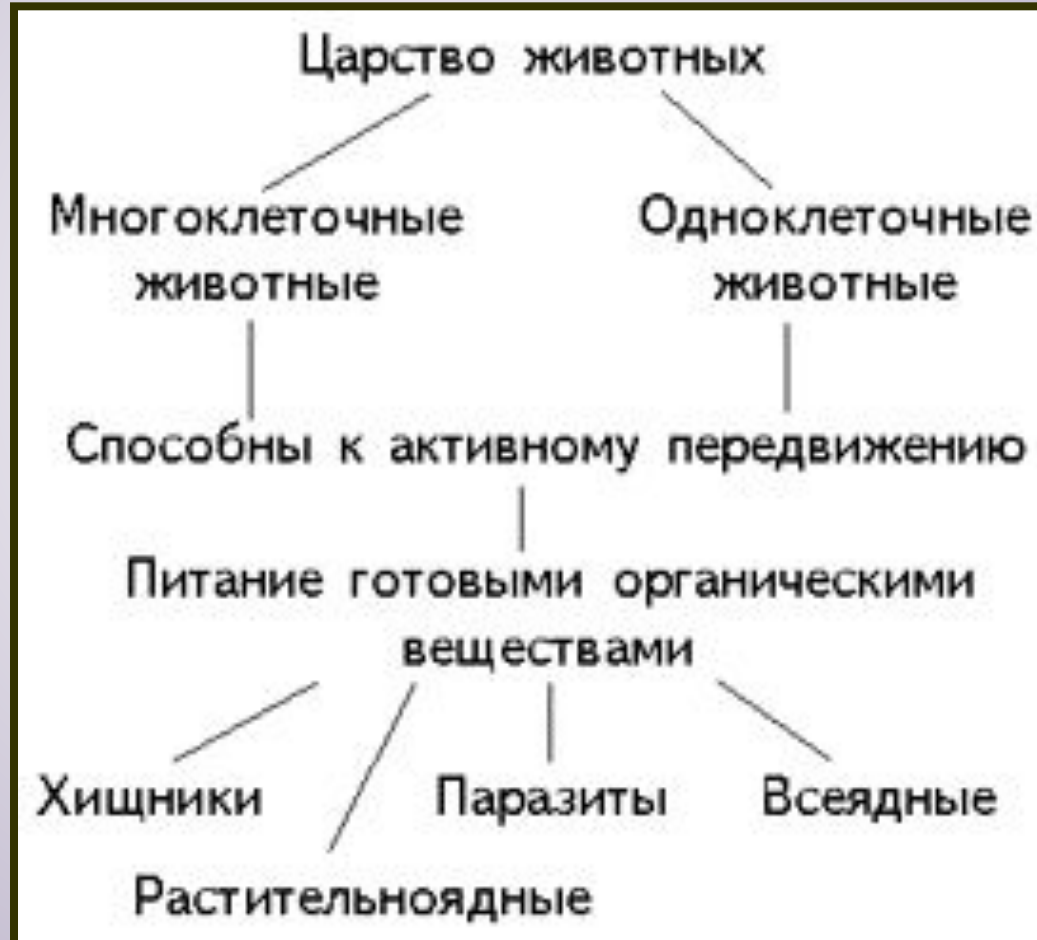 Царство животных
Многоклеточные животные
Одноклеточные животные
Способны к активному передвижению
Питание готовыми органическими
веществами
Хищники
Растительноядные
Паразиты
Всеядные